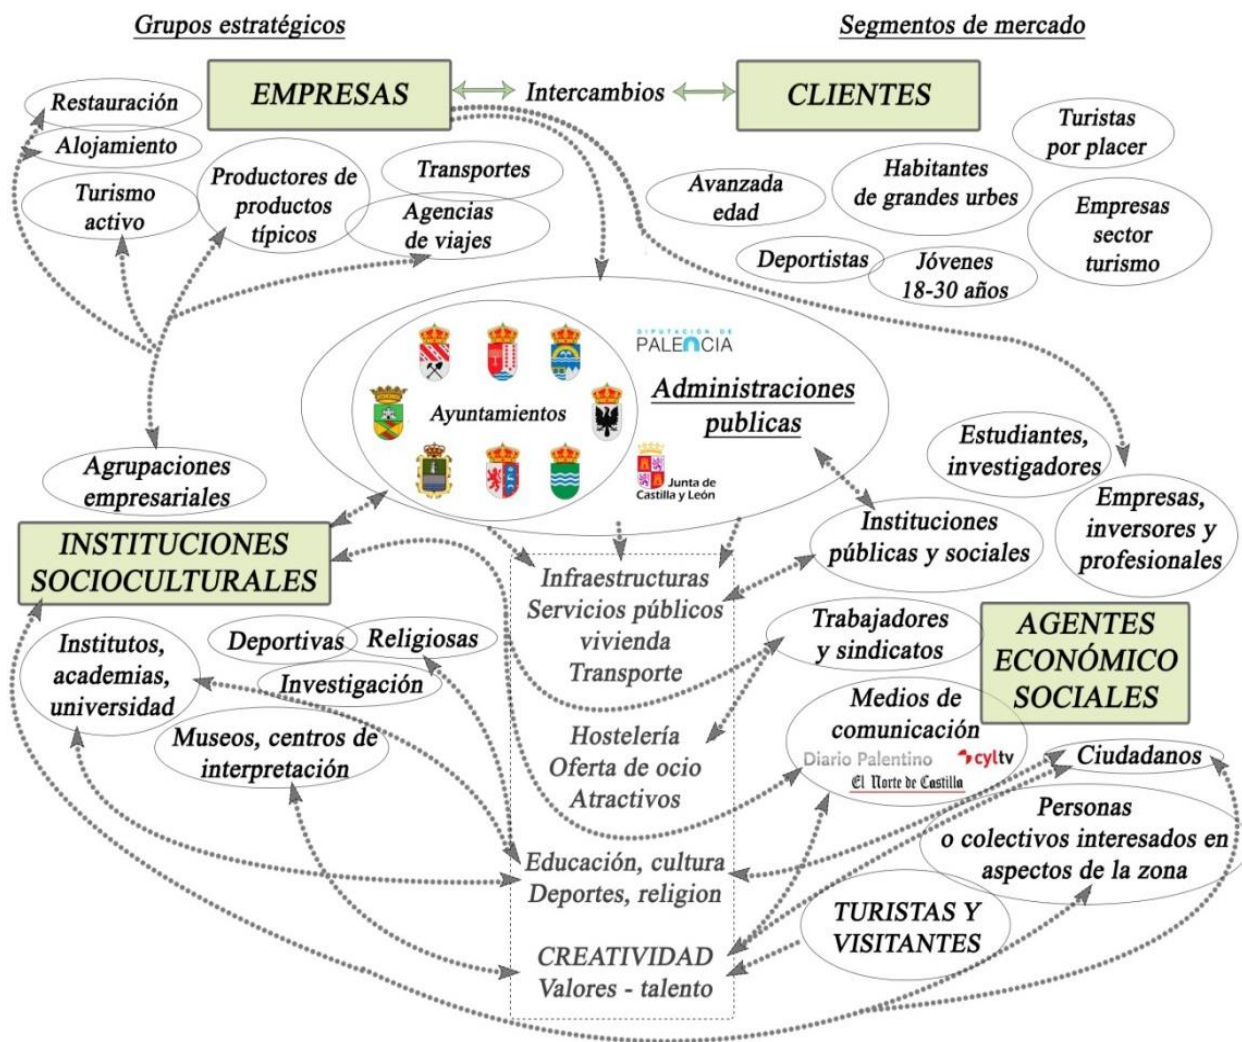 Grupos estratégicos
Segmentos de mercado
EMPRESAS
Intercambios
CLIENTES
Restauración
Alojamiento
Turismo
activo
Productores de
productos
típicos
Transportes
Agencias
de viajes
Avanzada
edad
Habitantes
de grandes urbes
Turistas
por placer
Empresas
sector
turismo
Deportistas
Jóvenes
18-30 años
DIPUTACIÓN DE
PALENCIA
Ayuntamientos
Administraciones
publicas
Junta de
Castilla y León
Agrupaciones
empresariales
Estudiantes,
investigadores
Empresas,
inversores y
profesionales
Instituciones
públicas y sociales
INSTITUCIONES
SOCIOCULTURALES
Infraestructuras
Servicios públicos
vivienda
Transporte
Trabajadores
y sindicatos
AGENTES
ECONÓMICO
SOCIALES
Institutos,
academias,
universidad
Deportivas
Religiosas
Investigación
Museos, centros de
interpretación
Hostelería
Oferta de ocio
Atractivos
Medios de
comunicación
Diario Palentino
cyltv
El Norte de Castilla
Ciudadanos
Personas
o colectivos interesados en
aspectos de la zona
Educación, cultura
Deportes, religion
TURISTAS Y
VISITANTES
CREATIVIDAD
Valores - talento